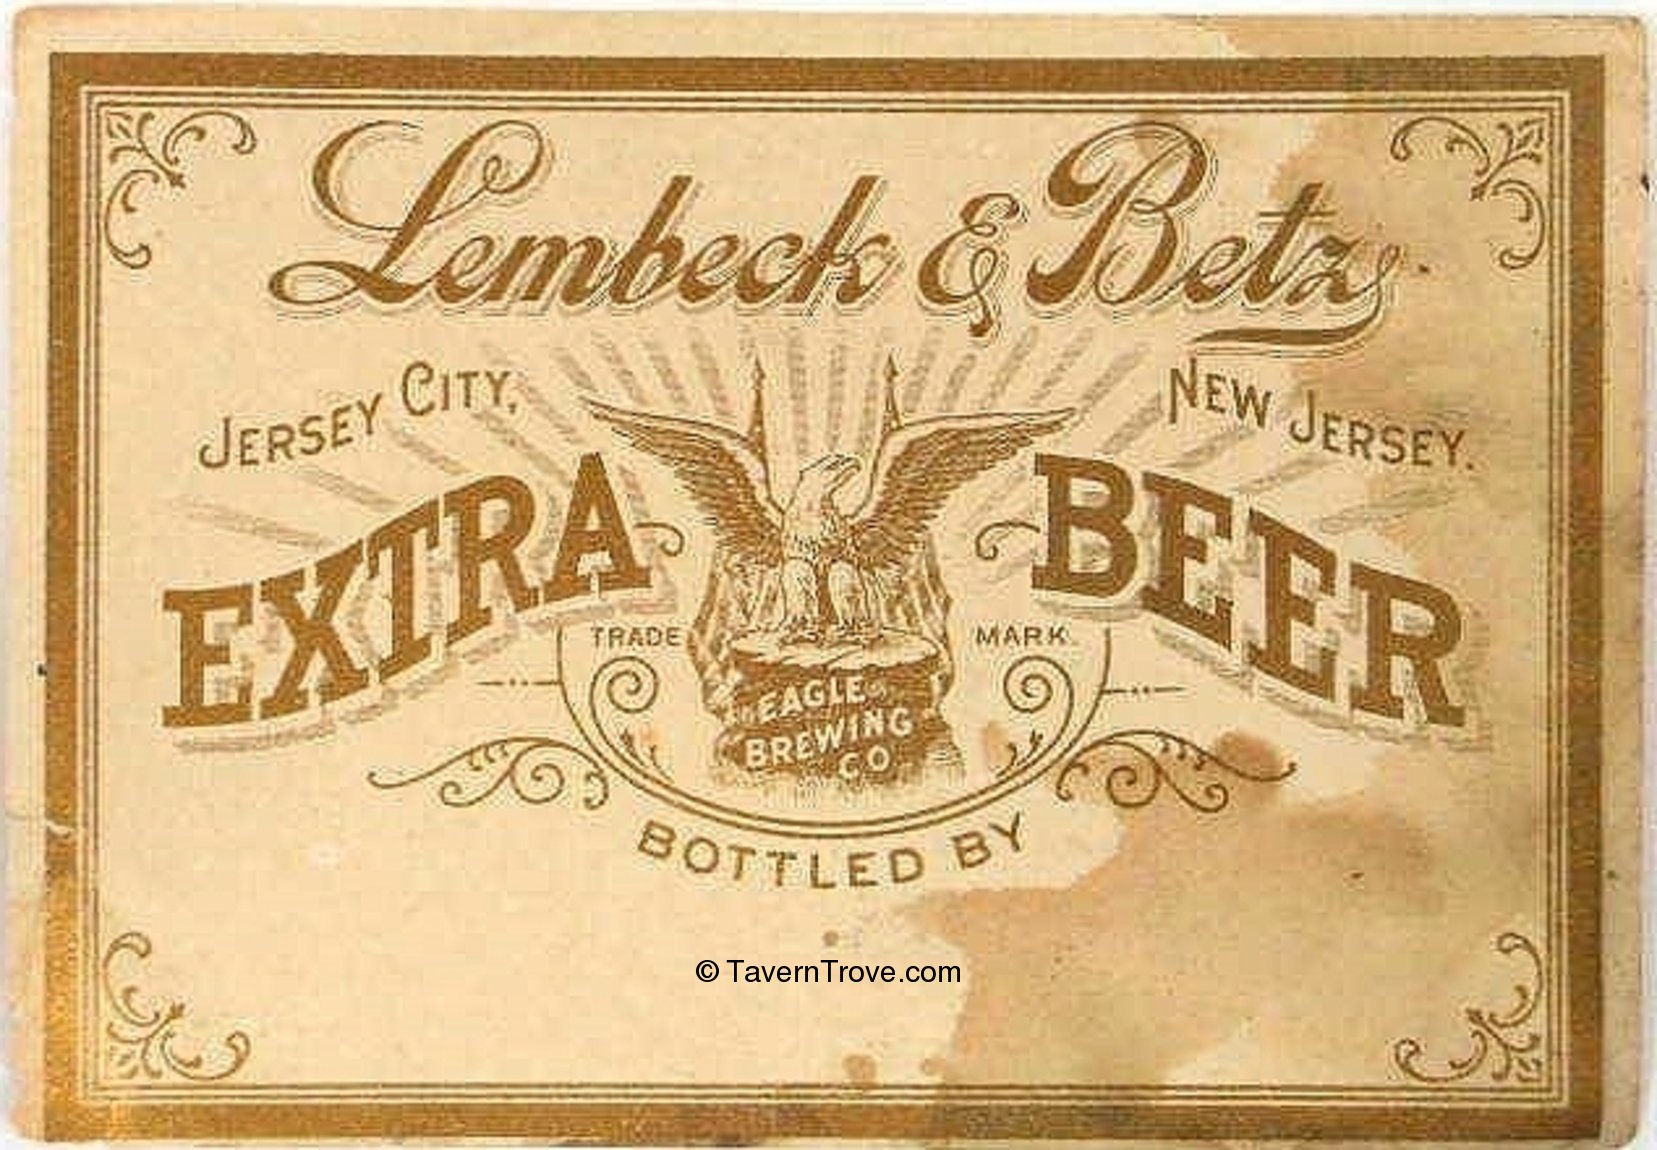 Lembeck & Betz
JERSEY CITY,
NEW JERSEY.
EXTRA BEER
TRADE MARK
EAGLE
BREWING
CO
BOTTLED BY
© TavernTrove.com